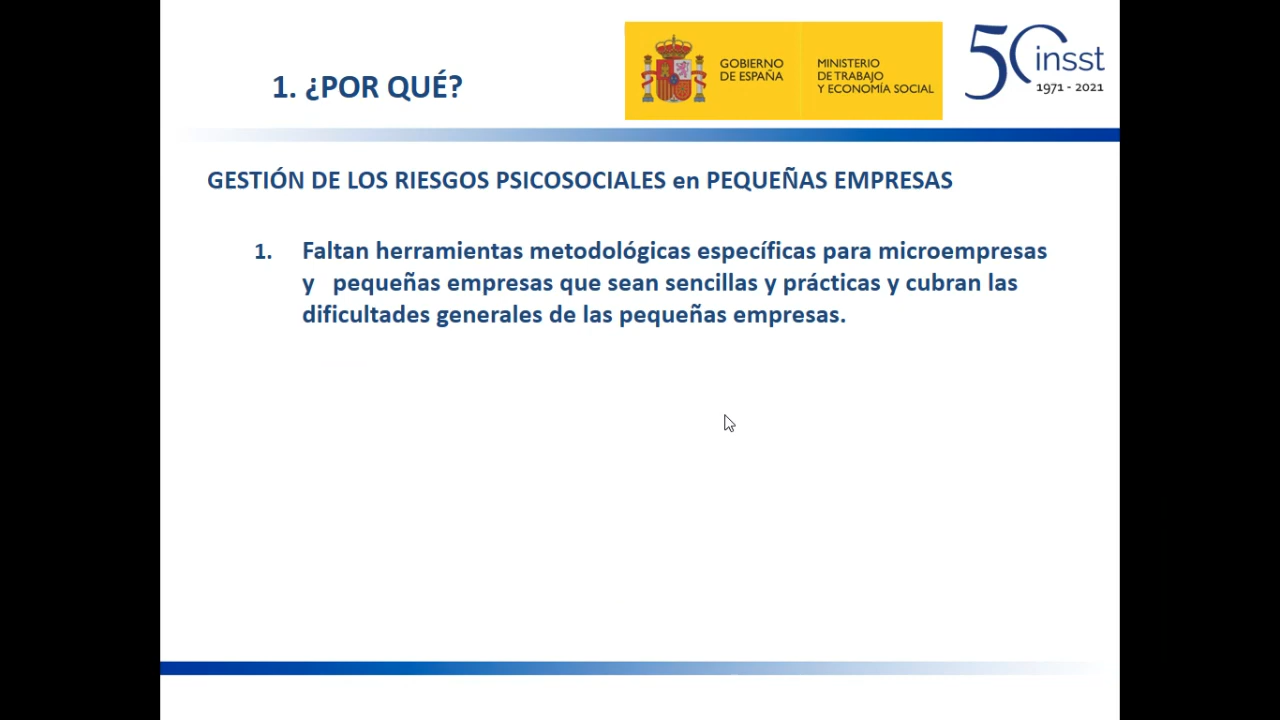 1. ¿POR QUÉ?
GOBIERNO
DE ESPAÑA
MINISTERIO
DE TRABAJO
Y ECONOMÍA SOCIAL
50 insst
1971 - 2021
GESTIÓN DE LOS RIESGOS PSICOSOCIALES en PEQUEÑAS EMPRESAS
1. Faltan herramientas metodológicas específicas para microempresas
y pequeñas empresas que sean sencillas y prácticas y cubran las
dificultades generales de las pequeñas empresas.